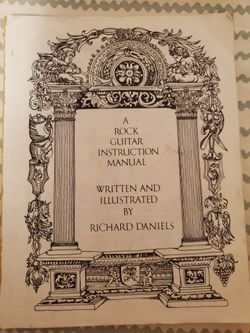 A
ROCK
GUITAR
INSTRUCTION
MANUAL
WRITTEN AND
ILLUSTRATED
BY
RICHARD DANIELS